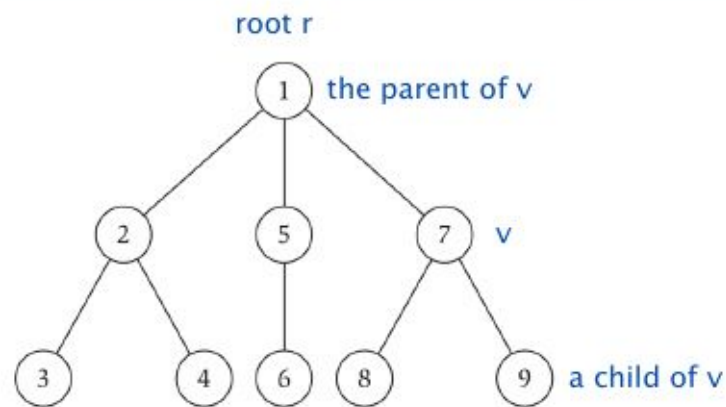 root r
1 the parent of v
2 5 7 v
3 4 6 8 9 a child of v